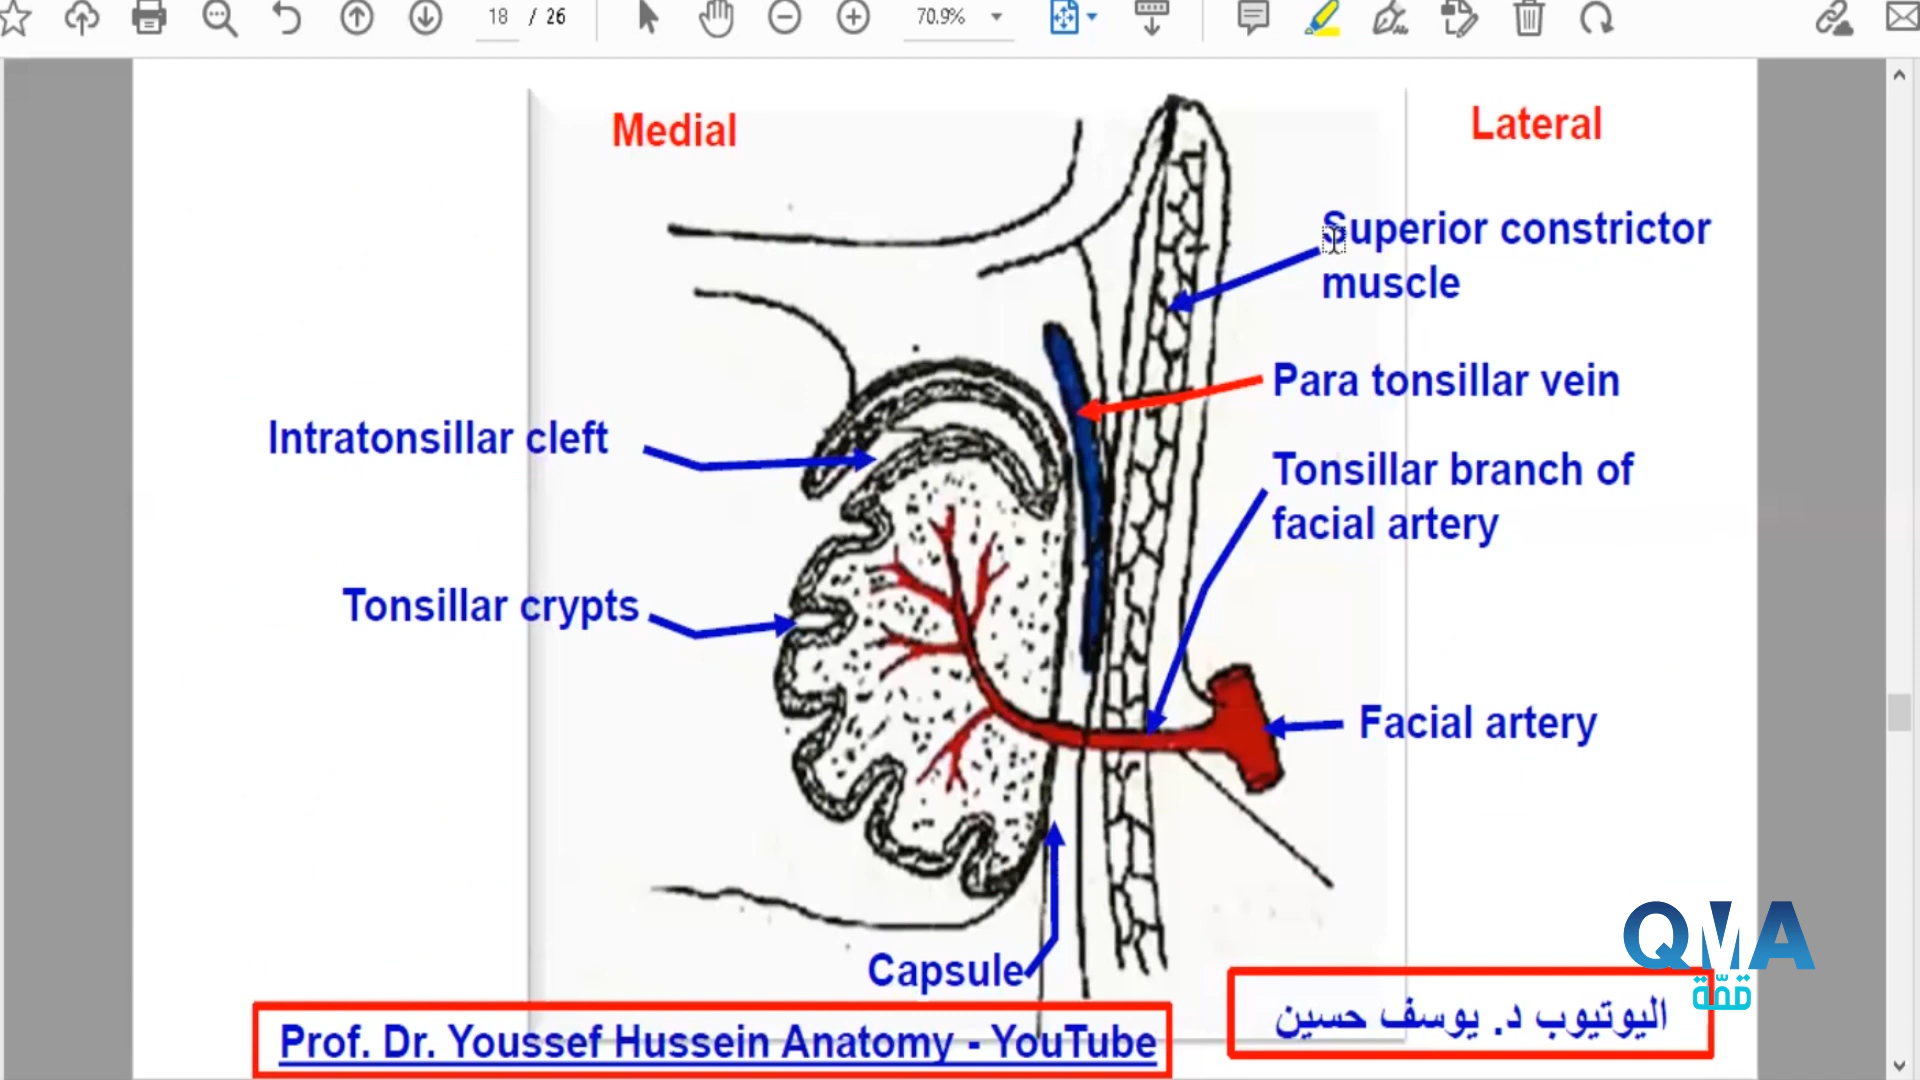 18 / 26
70.9%
Medial
Lateral
Superior constrictor
muscle
Para tonsillar vein
Intratonsillar cleft
Tonsillar branch of
facial artery
Tonsillar crypts
Facial artery
Capsule
QMA
قمّة
اليوتيوب د. يوسف حسين
Prof. Dr. Youssef Hussein Anatomy - YouTube